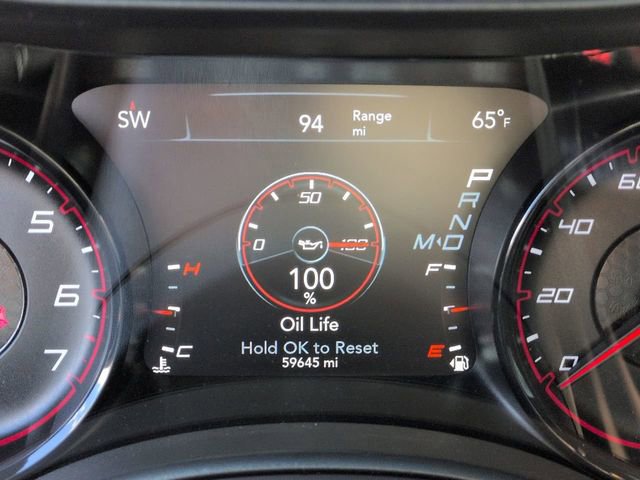 SW 94 Range mi 65°F
P
R
N
M D
0 50 100
100
%
H
C
F
E
Oil Life
Hold OK to Reset
59645 mi
5
6
7
60
40
20
0